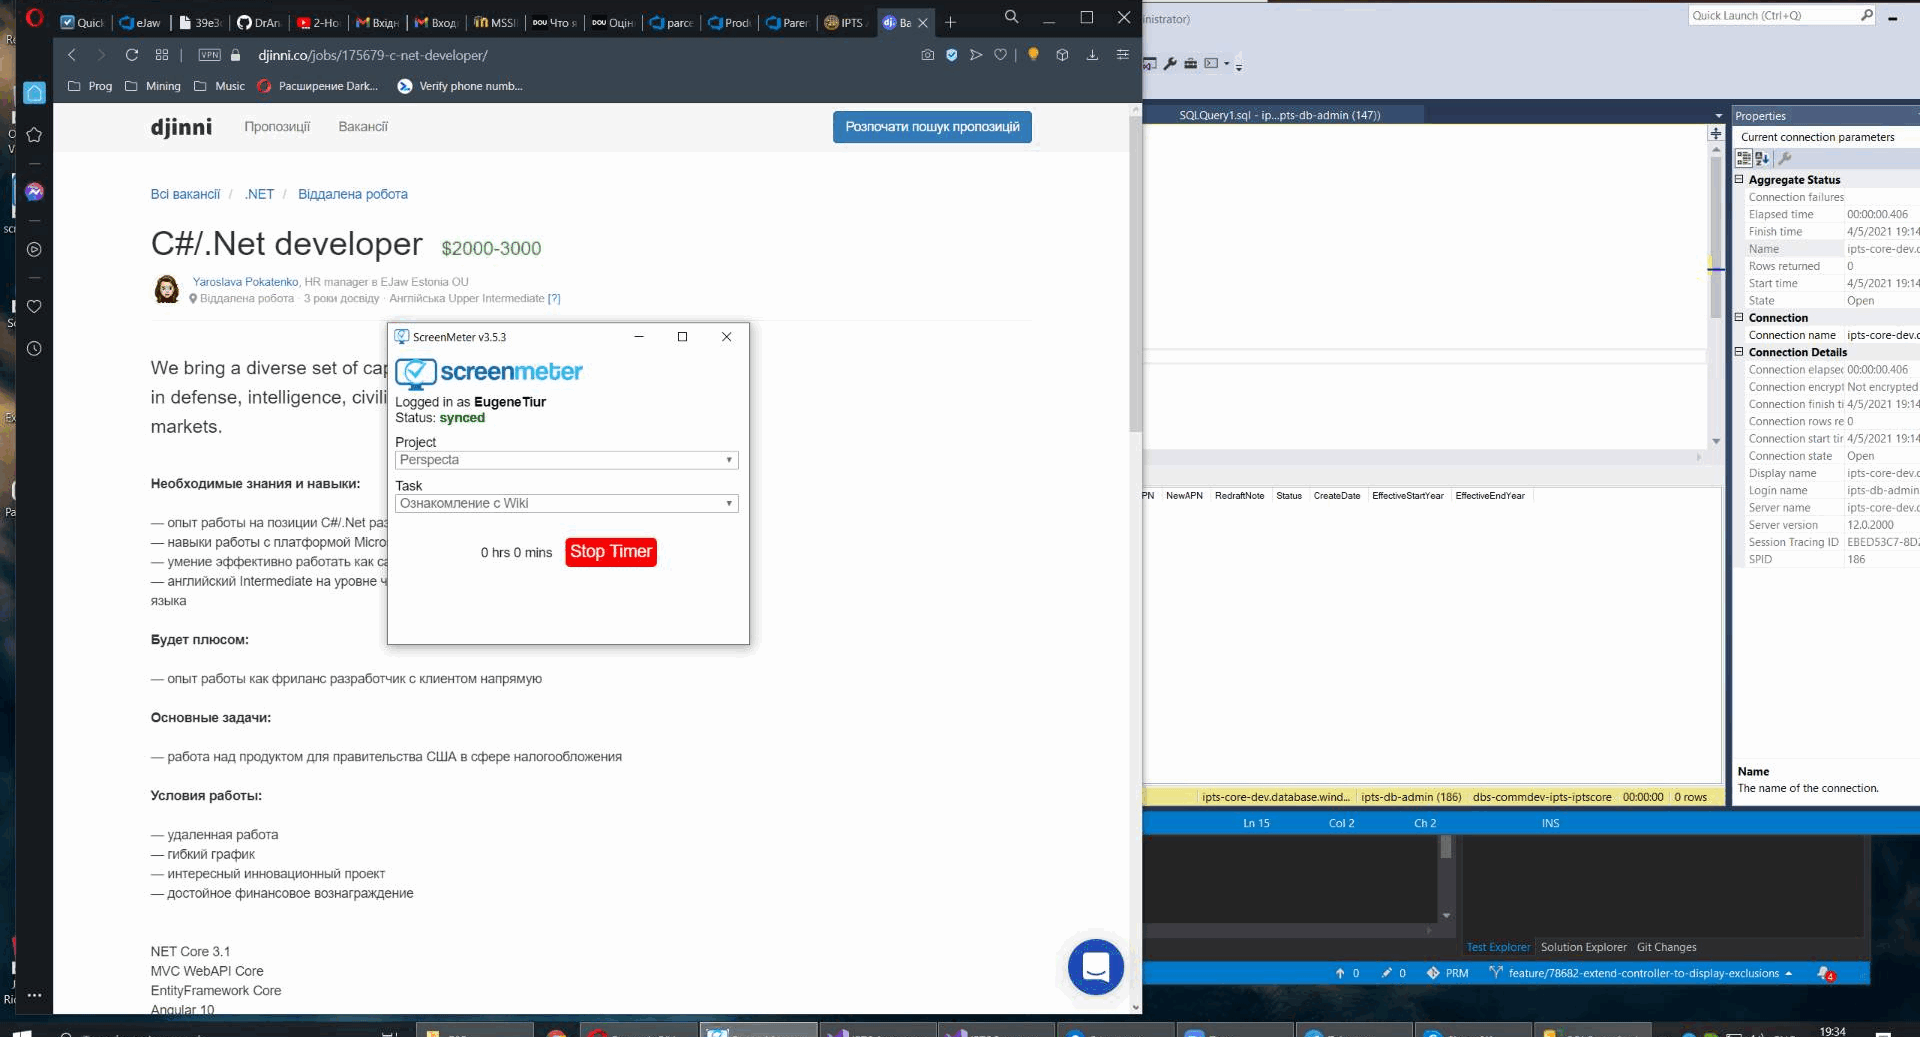 Quick
eJaw
39e3
DrAn
2-Ho
Вхідн
Вход
MSSI
DOU Что я
DOU Оцін
parce
Prod
Paren
IPTS
Ba
VPN
djinni.co/jobs/175679-c-net-developer/
Prog
Mining
Music
Расширение Dark...
Verify phone numb...
djinni
Пропозиції
Вакансії
Розпочати пошук пропозицій
Всі вакансії / .NET / Віддалена робота
C#/.Net developer $2000-3000
Yaroslava Pokatenko, HR manager в EJaw Estonia OU
Віддалена робота · 3 роки досвіду · Англійська Upper Intermediate [?]
We bring a diverse set of cap
in defense, intelligence, civili
markets.
Необходимые знания и навыки:
— опыт работы на позиции C#/.Net раз
— навыки работы с платформой Micro
— умение эффективно работать как са
— английский Intermediate на уровне ч
языка
Будет плюсом:
— опыт работы как фриланс разработчик с клиентом напрямую
Основные задачи:
— работа над продуктом для правительства США в сфере налогообложения
Условия работы:
— удаленная работа
— гибкий график
— интересный инновационный проект
— достойное финансовое вознаграждение
NET Core 3.1
MVC WebAPI Core
EntityFramework Core
Angular 10
ScreenMeter v3.5.3
screenmeter
Logged in as EugeneTiur
Status: synced
Project
Perspecta
Task
Ознакомление с Wiki
0 hrs 0 mins
Stop Timer
inistrator)
Quick Launch (Ctrl+Q)
SQLQuery1.sql - ip...pts-db-admin (147))
Properties
Current connection parameters
Aggregate Status
Connection failures
Elapsed time 00:00:00.406
Finish time 4/5/2021 19:14
Name ipts-core-dev.c
Rows returned 0
Start time 4/5/2021 19:14
State Open
Connection
Connection name ipts-core-dev.c
Connection Details
Connection elapsec 00:00:00.406
Connection encrypt Not encrypted
Connection finish ti 4/5/2021 19:14
Connection rows re 0
Connection start tir 4/5/2021 19:14
Connection state Open
Display name ipts-core-dev.c
Login name ipts-db-admin
Server name ipts-core-dev.c
Server version 12.0.2000
Session Tracing ID EBED53C7-8D2
SPID 186
Name
The name of the connection.
PN NewAPN RedraftNote Status CreateDate EffectiveStartYear EffectiveEndYear
ipts-core-dev.database.wind... ipts-db-admin (186) dbs-commdev-ipts-iptscore 00:00:00 0 rows
Ln 15 Col 2 Ch 2 INS
Test Explorer Solution Explorer Git Changes
0 0 PRM feature/78682-extend-controller-to-display-exclusions 4
19:34